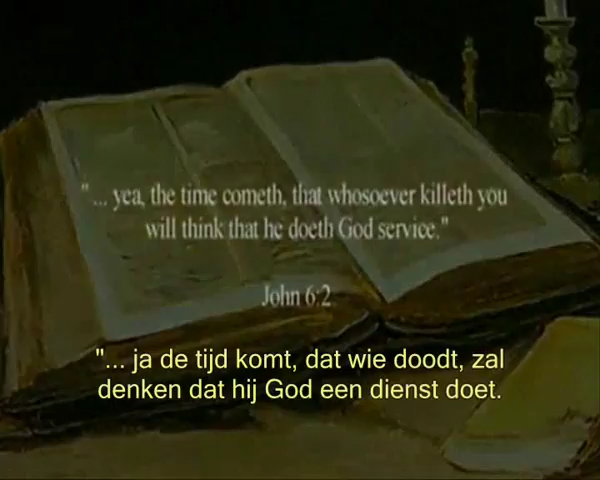 "... yea, the time cometh, that whosoever killeth you
will think that he doeth God service."
John 6:2
"... ja de tijd komt, dat wie doodt, zal
denken dat hij God een dienst doet.